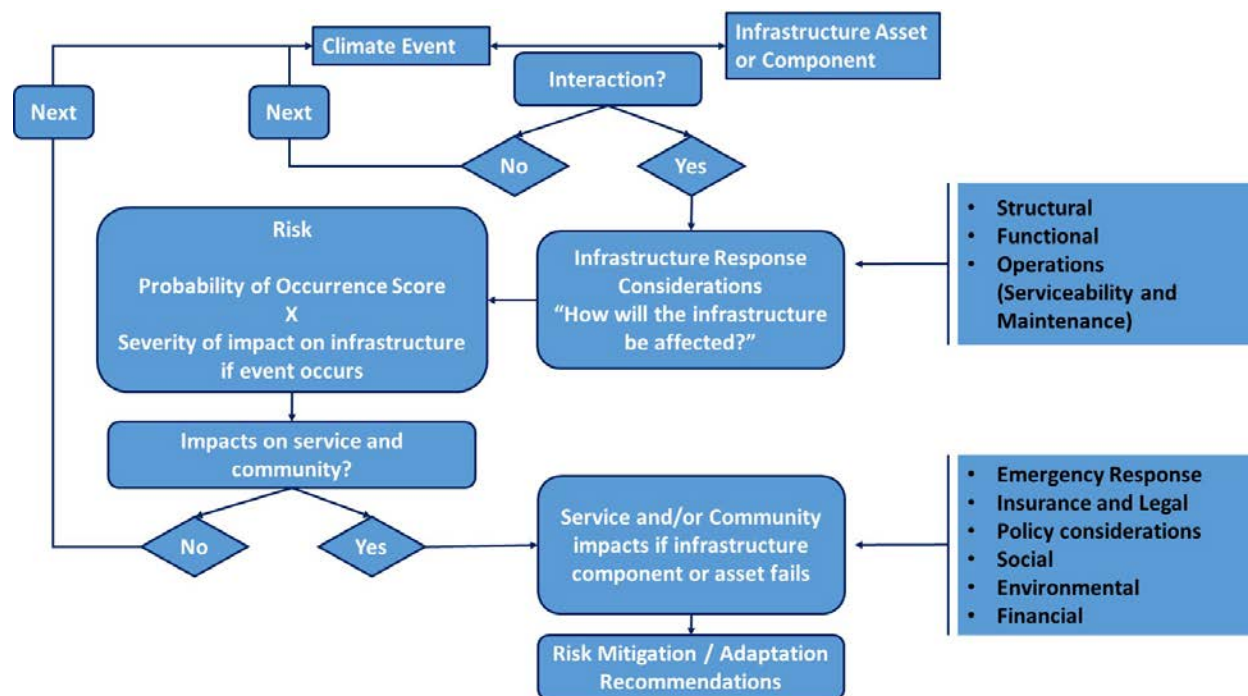 Climate Event
Infrastructure Asset
or Component
Interaction?
Next
Next
No
Yes
Risk
Probability of Occurrence Score
X
Severity of impact on infrastructure
if event occurs
Infrastructure Response
Considerations
“How will the infrastructure
be affected?”
• Structural
• Functional
• Operations
(Serviceability and
Maintenance)
Impacts on service and
community?
No
Yes
Service and/or Community
impacts if infrastructure
component or asset fails
• Emergency Response
• Insurance and Legal
• Policy considerations
• Social
• Environmental
• Financial
Risk Mitigation / Adaptation
Recommendations